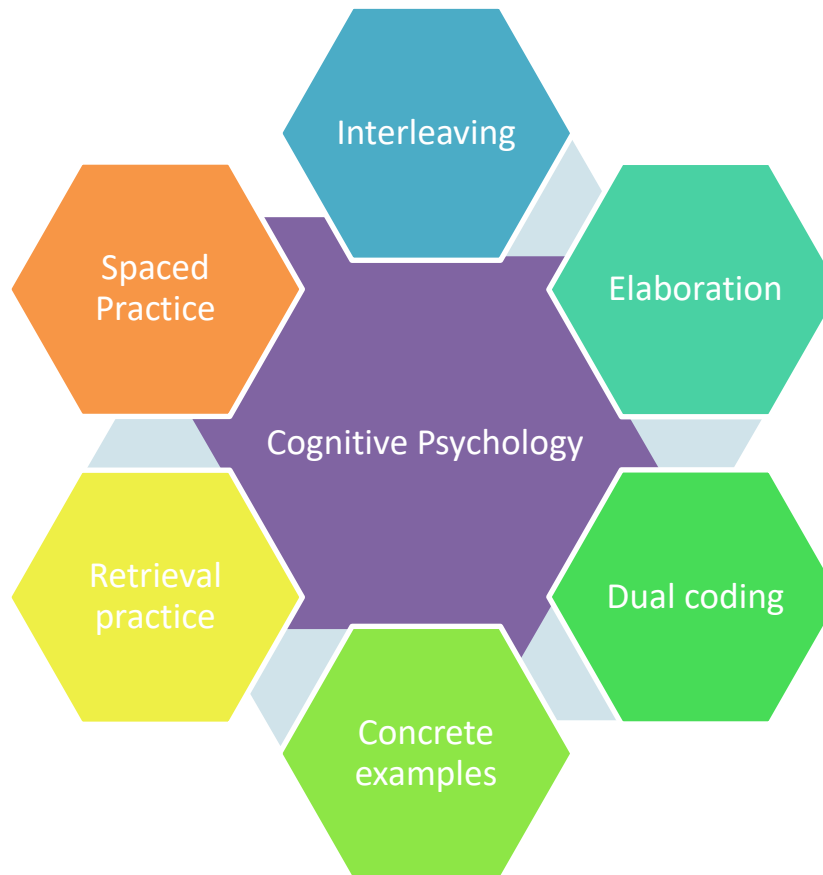 Interleaving
Elaboration
Dual coding
Concrete
examples
Retrieval
practice
Spaced
Practice
Cognitive Psychology